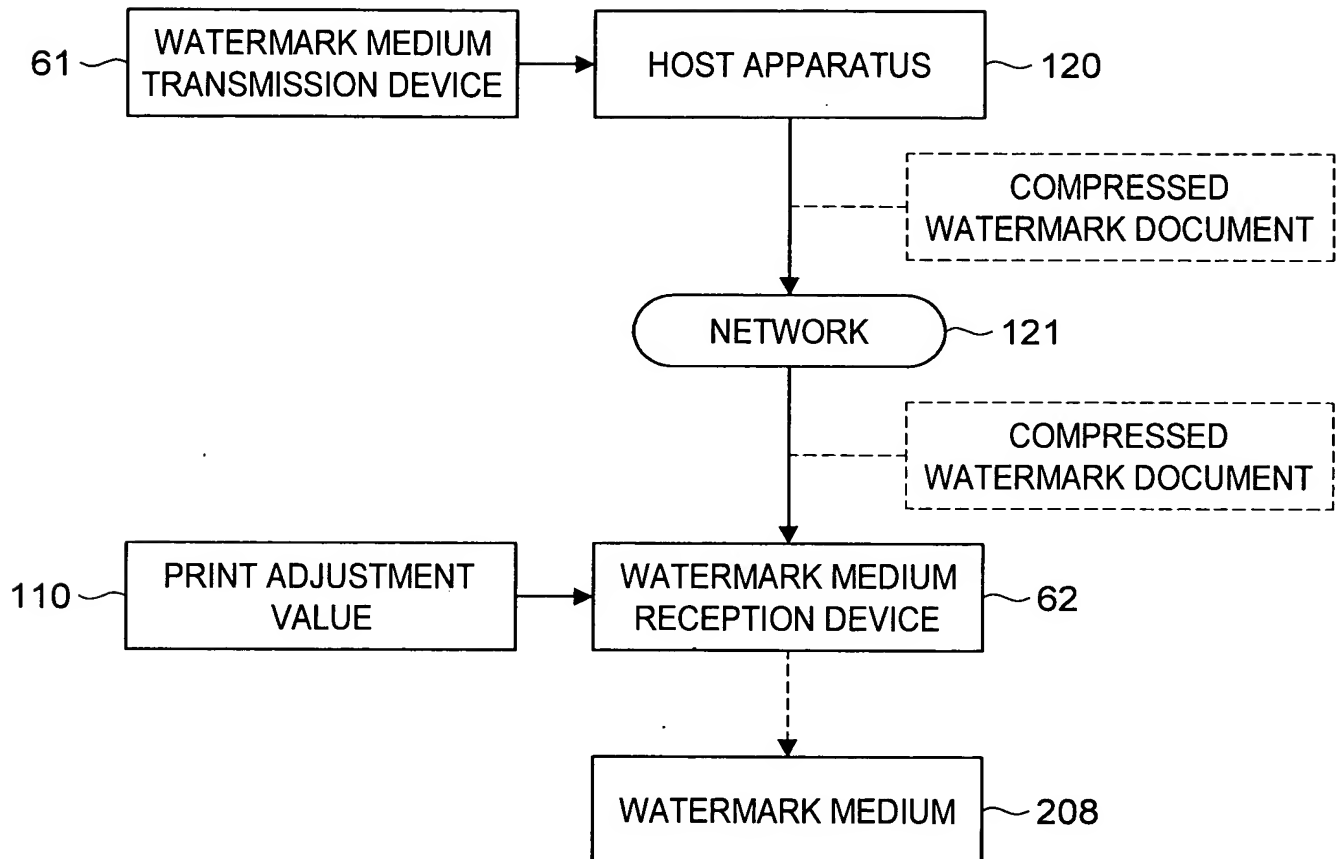 61
WATERMARK MEDIUM
TRANSMISSION DEVICE
HOST APPARATUS
120
COMPRESSED
WATERMARK DOCUMENT
NETWORK
121
COMPRESSED
WATERMARK DOCUMENT
110
PRINT ADJUSTMENT
VALUE
WATERMARK MEDIUM
RECEPTION DEVICE
62
WATERMARK MEDIUM
208